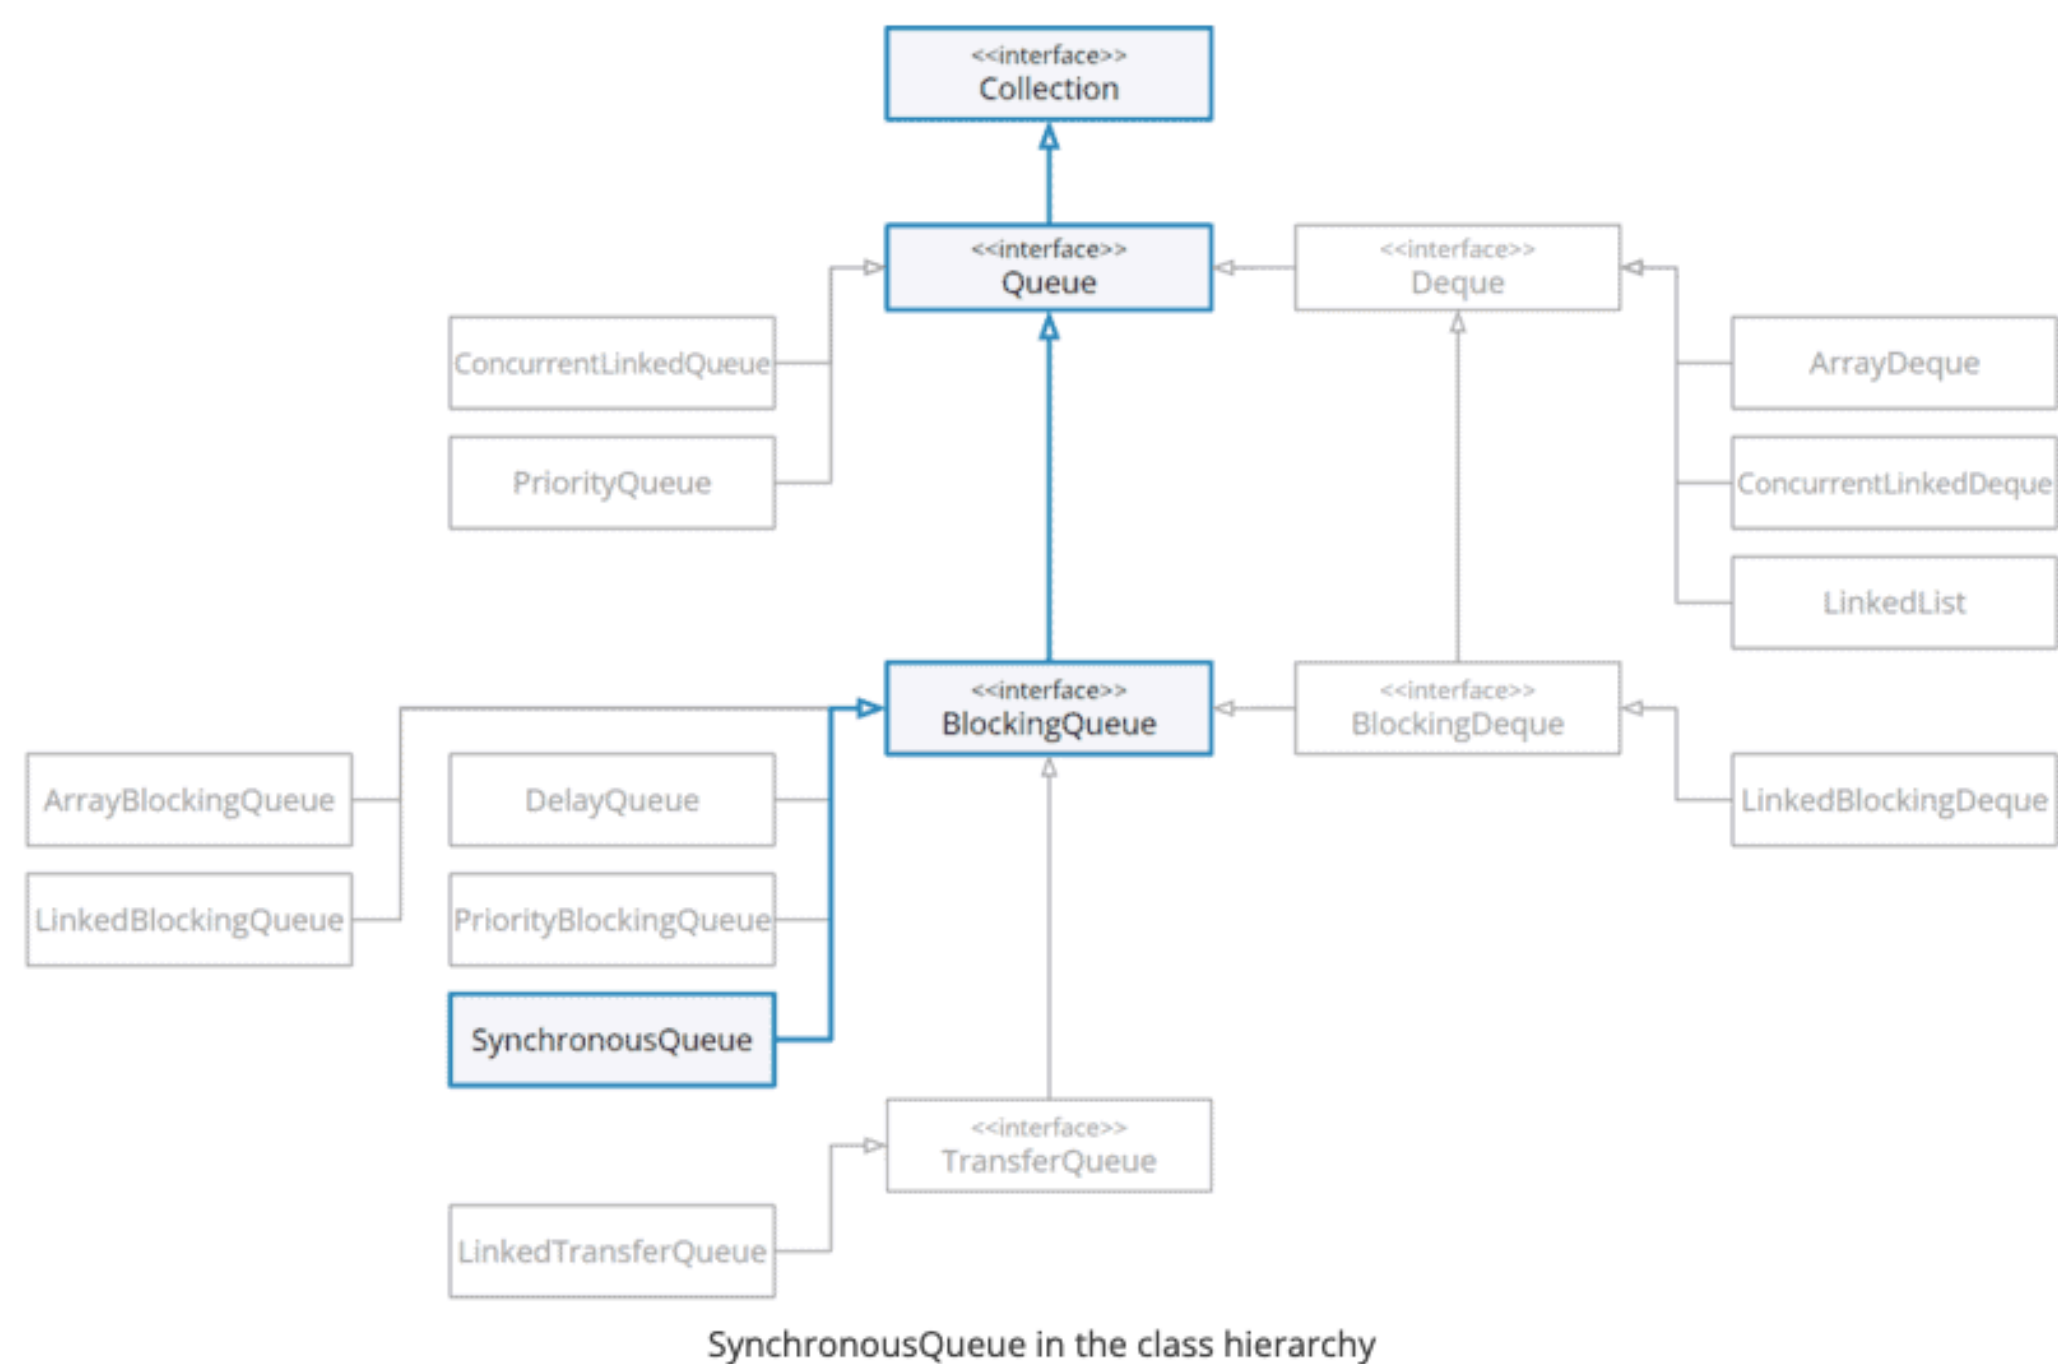 <<interface>>
Collection
<<interface>>
Queue
<<interface>>
Deque
ConcurrentLinkedQueue
ArrayDeque
PriorityQueue
ConcurrentLinkedDeque
LinkedList
<<interface>>
BlockingQueue
<<interface>>
BlockingDeque
ArrayBlockingQueue
DelayQueue
LinkedBlockingDeque
LinkedBlockingQueue
PriorityBlockingQueue
SynchronousQueue
<<interface>>
TransferQueue
LinkedTransferQueue
SynchronousQueue in the class hierarchy